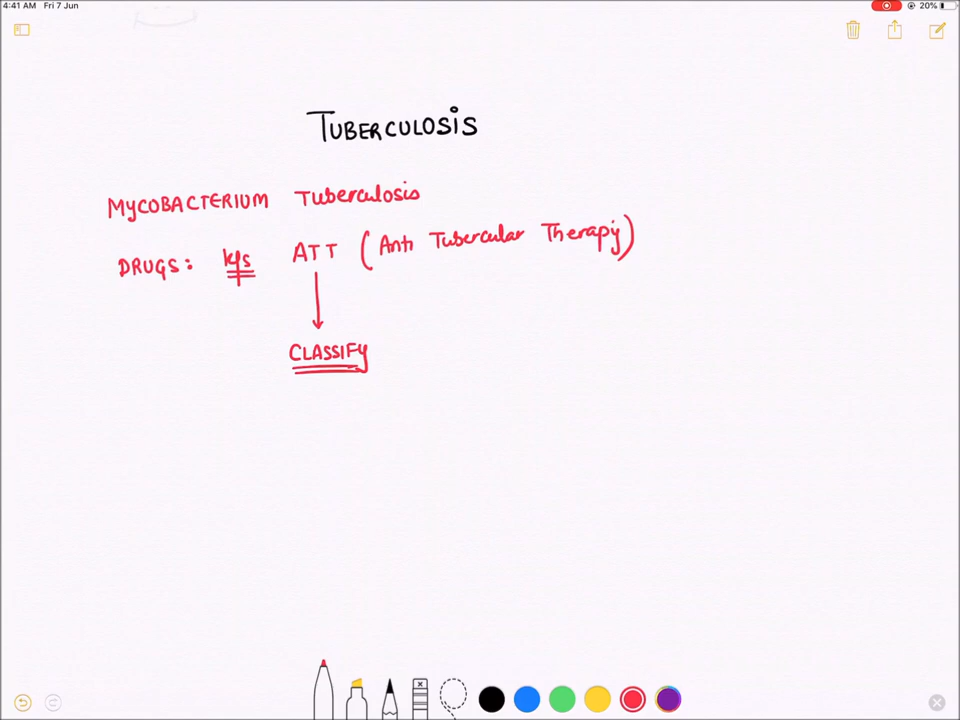 4:41 AM Fri 7 Jun 20%
TUBERCULOSIS
MYCOBACTERIUM Tuberculosis
DRUGS: k/s ATT (Anti Tubercular Therapy)
CLASSIFY